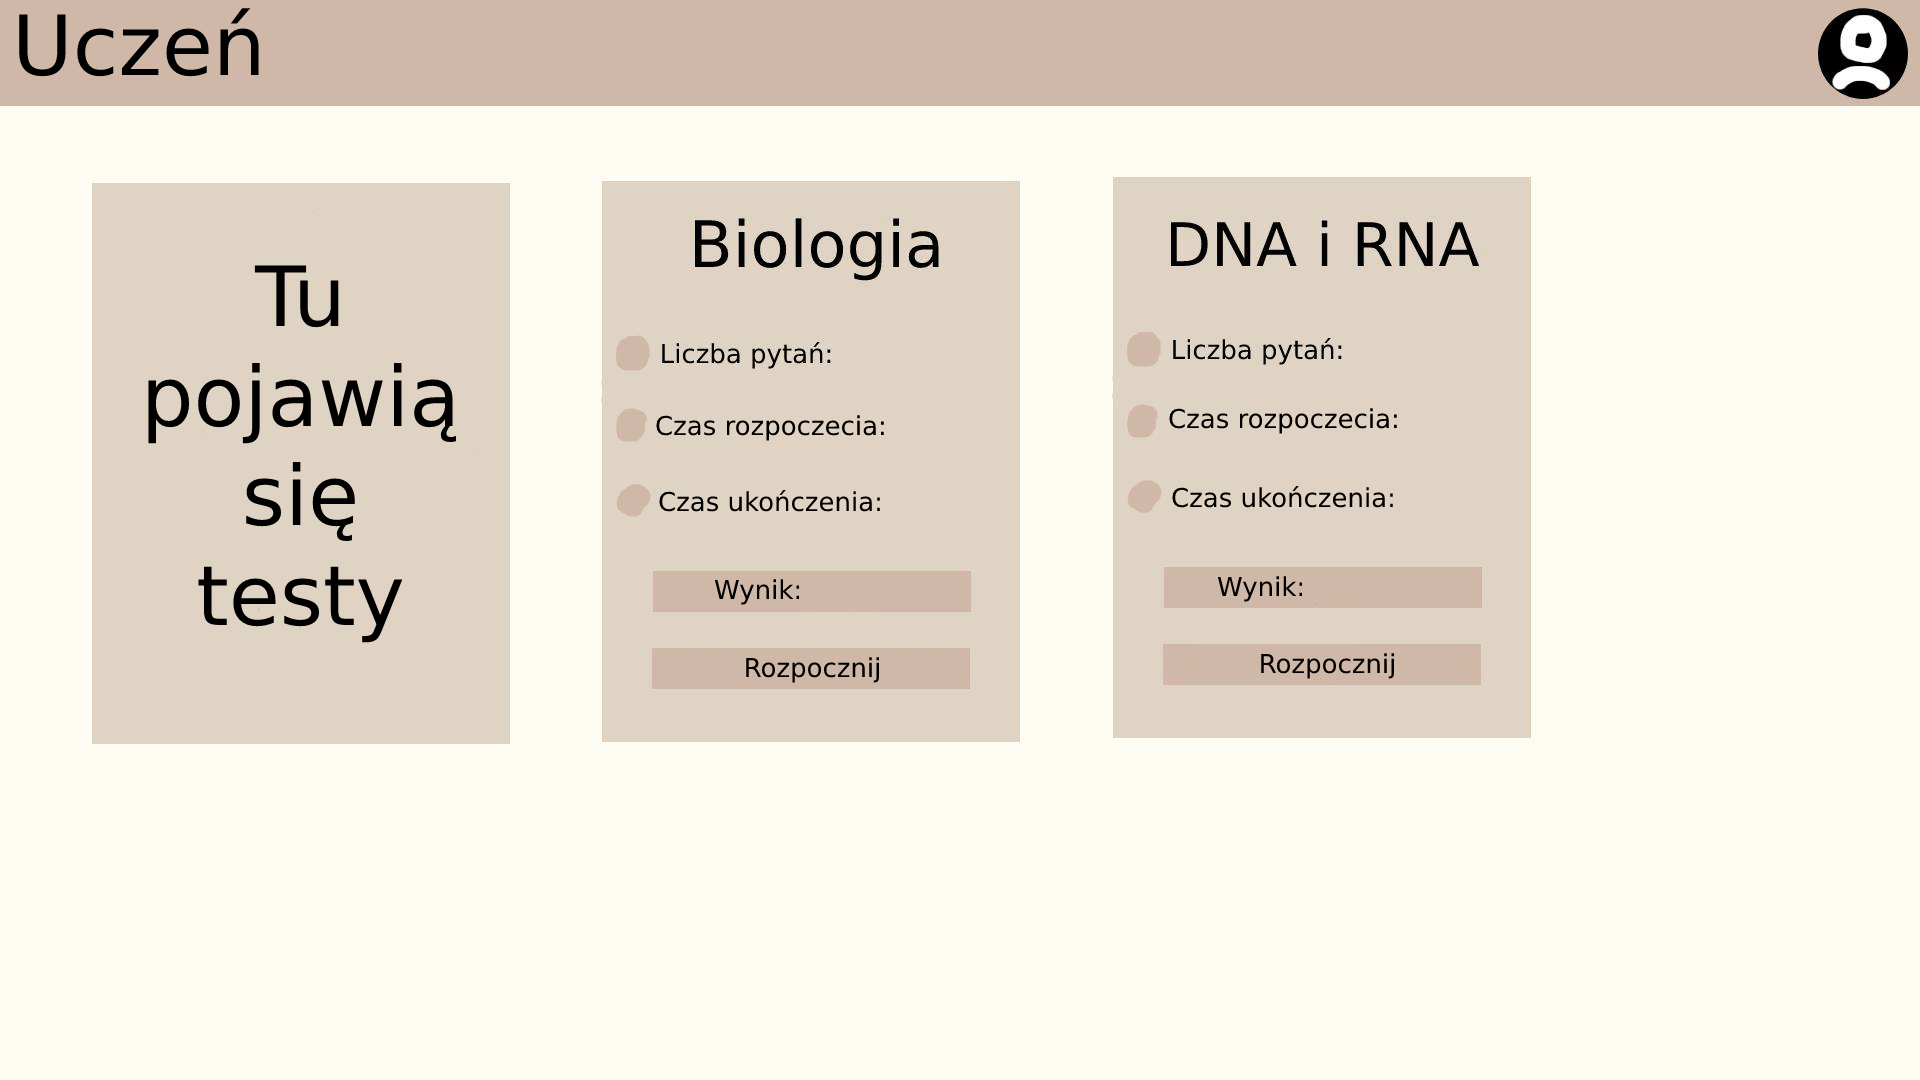 Uczeń
Tu
pojawią
się
testy
Biologia
Liczba pytań:
Czas rozpoczecia:
Czas ukończenia:
Wynik:
Rozpocznij
DNA i RNA
Liczba pytań:
Czas rozpoczecia:
Czas ukończenia:
Wynik:
Rozpocznij